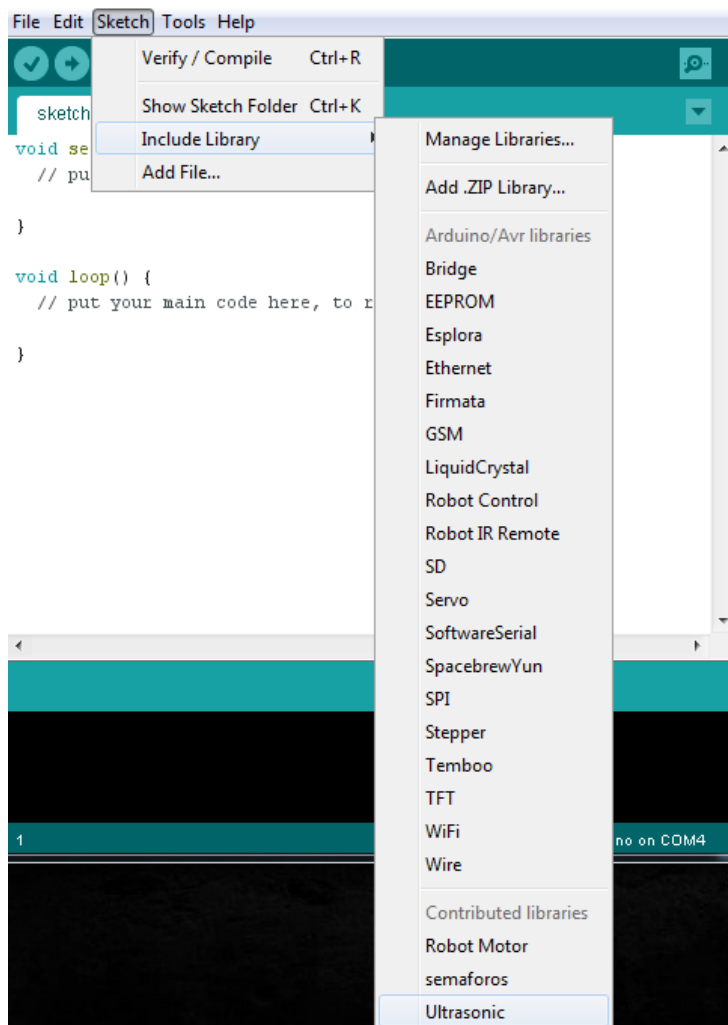 File Edit Sketch Tools Help
Verify / Compile Ctrl+R
sketch
Show Sketch Folder Ctrl+K
Include Library
Add File...
void se
// pu
}
void loop() {
// put your main code here, to r
}
Manage Libraries...
Add .ZIP Library...
Arduino/Avr libraries
Bridge
EEPROM
Esplora
Ethernet
Firmata
GSM
LiquidCrystal
Robot Control
Robot IR Remote
SD
Servo
SoftwareSerial
SpacebrewYun
SPI
Stepper
Temboo
TFT
WiFi
Wire
Contributed libraries
Robot Motor
semaforos
Ultrasonic
1
no on COM4